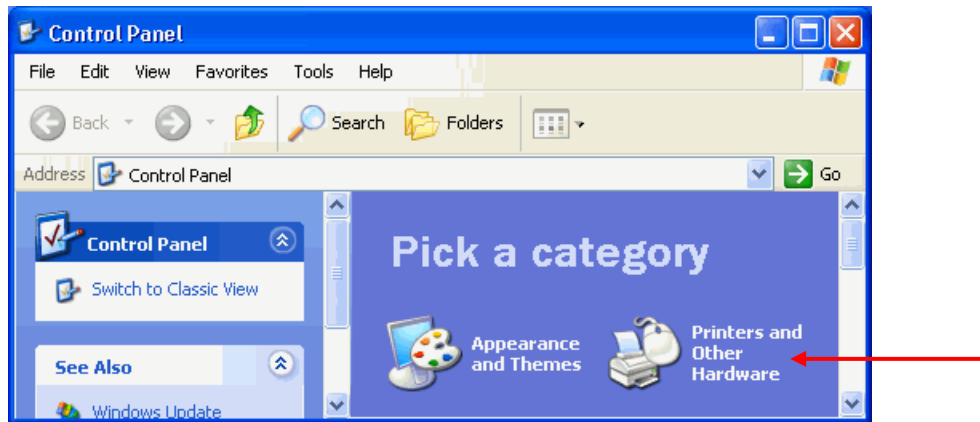 Control Panel
File Edit View Favorites Tools Help
Back Search Folders
Address Control Panel Go
Control Panel
Switch to Classic View
See Also
Windows Update
Pick a category
Appearance
and Themes
Printers and
Other
Hardware